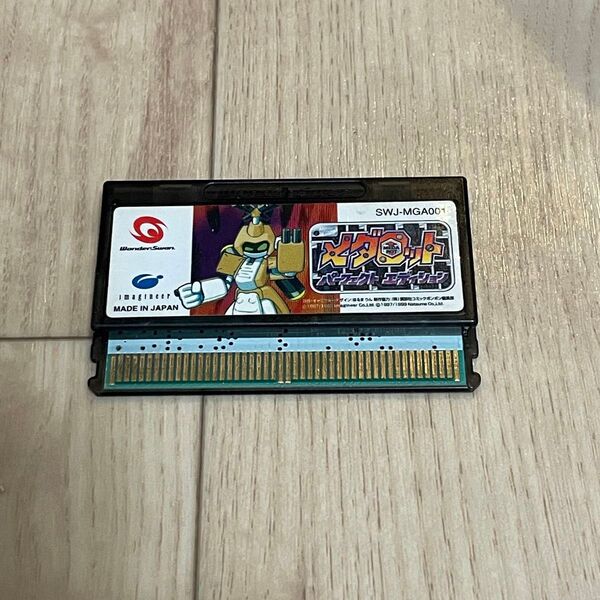 SWJ-MGA001
WonderSwan
imagineer
MADE IN JAPAN
メダロット
パーフェクト エディション